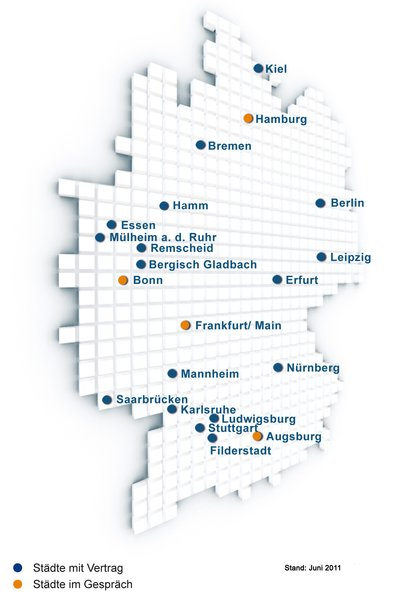 Kiel
Hamburg
Bremen
Hamm
Berlin
Essen
Mülheim a. d. Ruhr
Remscheid
Leipzig
Bergisch Gladbach
Bonn
Erfurt
Frankfurt/ Main
Nürnberg
Mannheim
Saarbrücken
Karlsruhe
Ludwigsburg
Stuttgart
Augsburg
Filderstadt
Städte mit Vertrag
Stand: Juni 2011
Städte im Gespräch